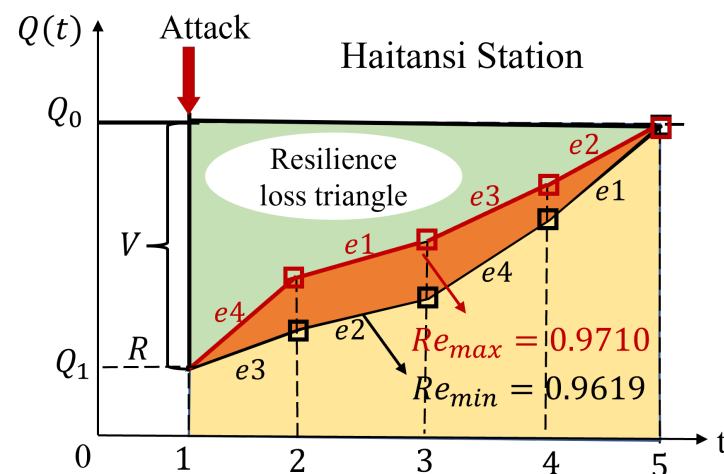 Q(t)
Attack
Haitansi Station
Q₀
Resilience
loss triangle
e2
e3
e1
e1
V
e4
e4
e2
Re_max = 0.9710
Q₁
R
e3
Re_min = 0.9619
0
1
2
3
4
5
t